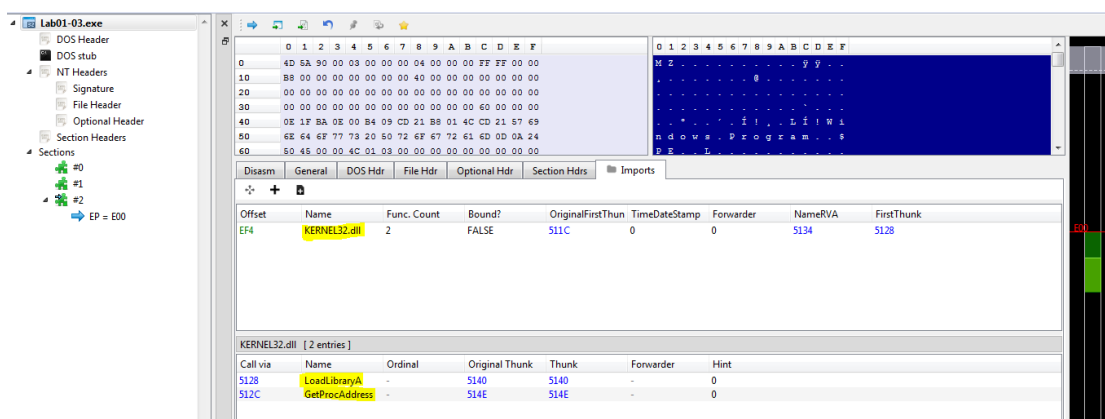 Lab01-03.exe
DOS Header
DOS stub
NT Headers
Signature
File Header
Optional Header
Section Headers
Sections
#0
#1
#2
EP = E00
0 1 2 3 4 5 6 7 8 9 A B C D E F 0 1 2 3 4 5 6 7 8 9 A B C D E F
0 4D 5A 90 00 03 00 00 00 04 00 00 00 FF FF 00 00 M Z . . . . . . . . . . ÿ ÿ . .
10 B8 00 00 00 00 00 00 00 40 00 00 00 00 00 00 00 ¸ . . . . . . . @ . . . . . . .
20 00 00 00 00 00 00 00 00 00 00 00 00 00 00 00 00 . . . . . . . . . . . . . . . .
30 00 00 00 00 00 00 00 00 00 00 00 00 60 00 00 00 . . . . . . . . . . . . ` . . .
40 0E 1F BA 0E 00 B4 09 CD 21 B8 01 4C CD 21 57 69 . . º . . ´ . Í ! ¸ . L Í ! W i
50 6E 64 6F 77 73 20 50 72 6F 67 72 61 6D 0D 0A 24 n d o w s . P r o g r a m . . $
60 50 45 00 00 4C 01 03 00 00 00 00 00 00 00 00 00 P E . . L . . . . . . . . . . .
Disasm General DOS Hdr File Hdr Optional Hdr Section Hdrs Imports
Offset Name Func. Count Bound? OriginalFirstThun TimeDateStamp Forwarder NameRVA FirstThunk
EF4 KERNEL32.dll 2 FALSE 511C 0 0 5134 5128
E00
KERNEL32.dll [ 2 entries ]
Call via Name Ordinal Original Thunk Thunk Forwarder Hint
5128 LoadLibraryA - 5140 5140 - 0
512C GetProcAddress - 514E 514E - 0